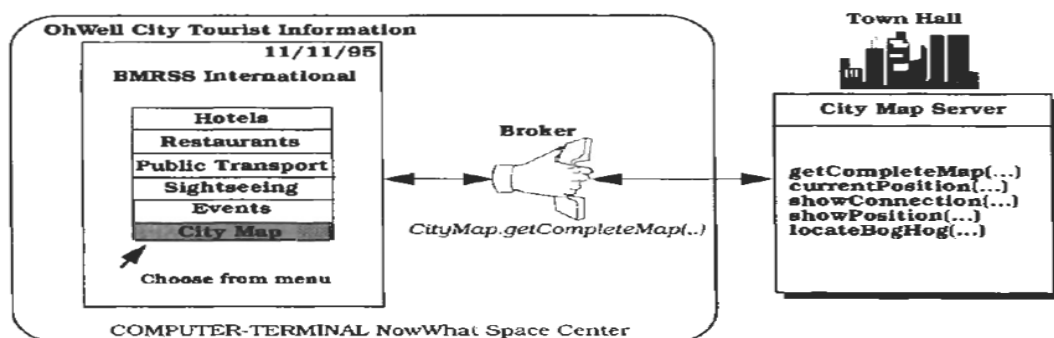 OhWell City Tourist Information
11/11/95
BMRSS International
Hotels
Restaurants
Public Transport
Sightseeing
Events
City Map
Choose from menu
COMPUTER-TERMINAL NowWhat Space Center
Broker
CityMap.getCompleteMap(..)
Town Hall
City Map Server
getCompleteMap(...)
currentPosition(...)
showConnection(...)
showPosition(...)
locateBogHog(...)